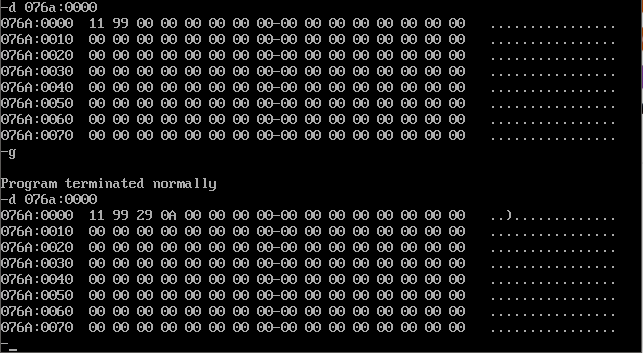 -d 076a:0000
076A:0000  11 99 00 00 00 00 00 00-00 00 00 00 00 00 00 00   ................
076A:0010  00 00 00 00 00 00 00 00-00 00 00 00 00 00 00 00   ................
076A:0020  00 00 00 00 00 00 00 00-00 00 00 00 00 00 00 00   ................
076A:0030  00 00 00 00 00 00 00 00-00 00 00 00 00 00 00 00   ................
076A:0040  00 00 00 00 00 00 00 00-00 00 00 00 00 00 00 00   ................
076A:0050  00 00 00 00 00 00 00 00-00 00 00 00 00 00 00 00   ................
076A:0060  00 00 00 00 00 00 00 00-00 00 00 00 00 00 00 00   ................
076A:0070  00 00 00 00 00 00 00 00-00 00 00 00 00 00 00 00   ................
-g
Program terminated normally
-d 076a:0000
076A:0000  11 99 29 0A 00 00 00 00-00 00 00 00 00 00 00 00   ..).............
076A:0010  00 00 00 00 00 00 00 00-00 00 00 00 00 00 00 00   ................
076A:0020  00 00 00 00 00 00 00 00-00 00 00 00 00 00 00 00   ................
076A:0030  00 00 00 00 00 00 00 00-00 00 00 00 00 00 00 00   ................
076A:0040  00 00 00 00 00 00 00 00-00 00 00 00 00 00 00 00   ................
076A:0050  00 00 00 00 00 00 00 00-00 00 00 00 00 00 00 00   ................
076A:0060  00 00 00 00 00 00 00 00-00 00 00 00 00 00 00 00   ................
076A:0070  00 00 00 00 00 00 00 00-00 00 00 00 00 00 00 00   ................
-_